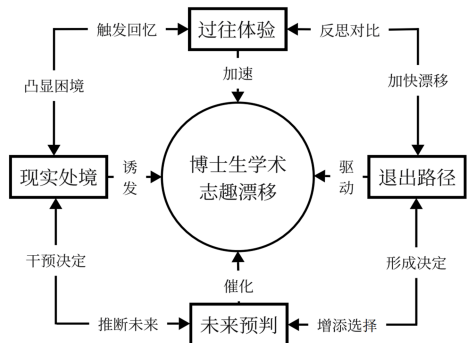 触发回忆
过往体验
反思对比
凸显困境
加速
加快漂移
现实处境
诱发
博士生学术
志趣漂移
驱动
退出路径
干预决定
催化
形成决定
推断未来
未来预判
增添选择